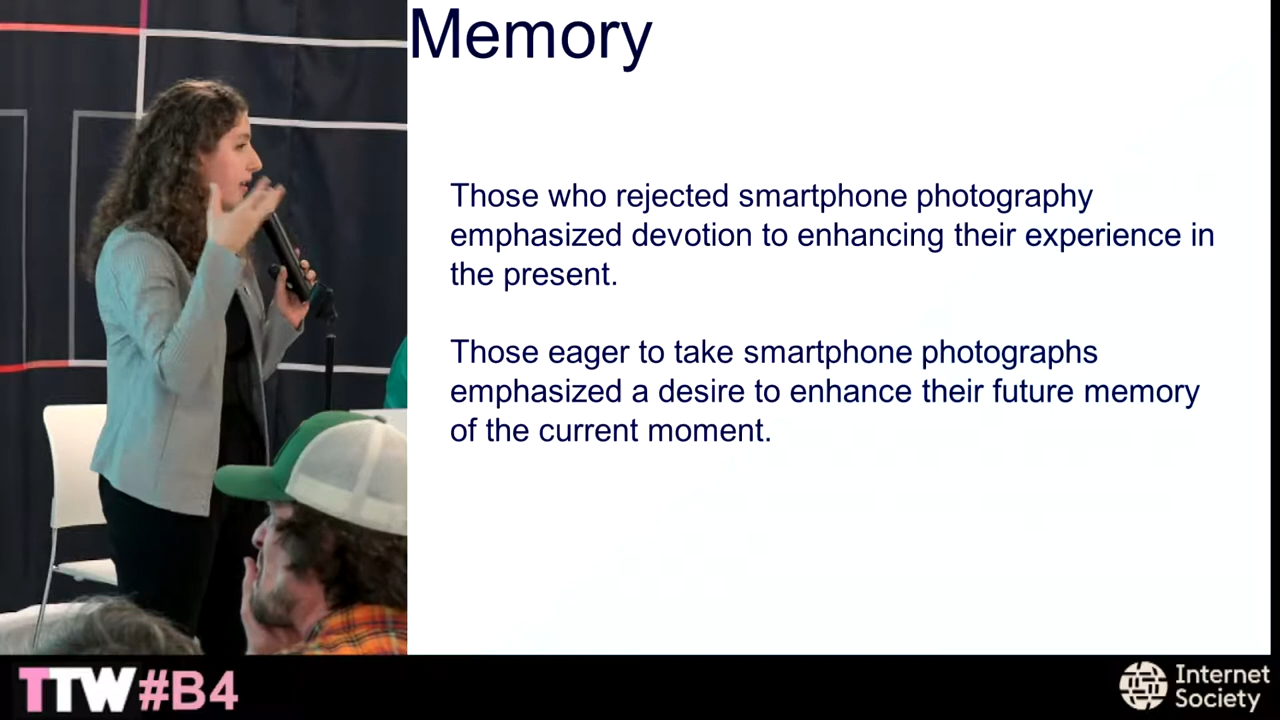 Memory
Those who rejected smartphone photography
emphasized devotion to enhancing their experience in
the present.
Those eager to take smartphone photographs
emphasized a desire to enhance their future memory
of the current moment.
TTW#B4
Internet
Society